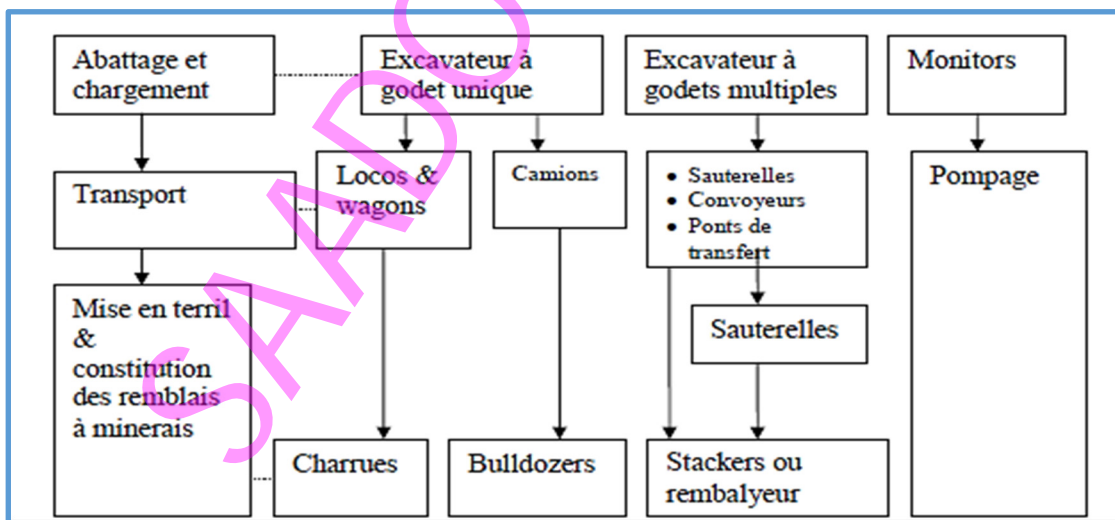 Abattage et
chargement
Excavateur à
godet unique
Excavateur à
godets multiples
Monitors
Transport
Locos &
wagons
Camions
• Sauterelles
• Convoyeurs
• Ponts de
transfert
Pompage
Mise en terril
&
constitution
des remblais
à minerais
Sauterelles
Charrues
Bulldozers
Stackers ou
rembalyeur
SAADO